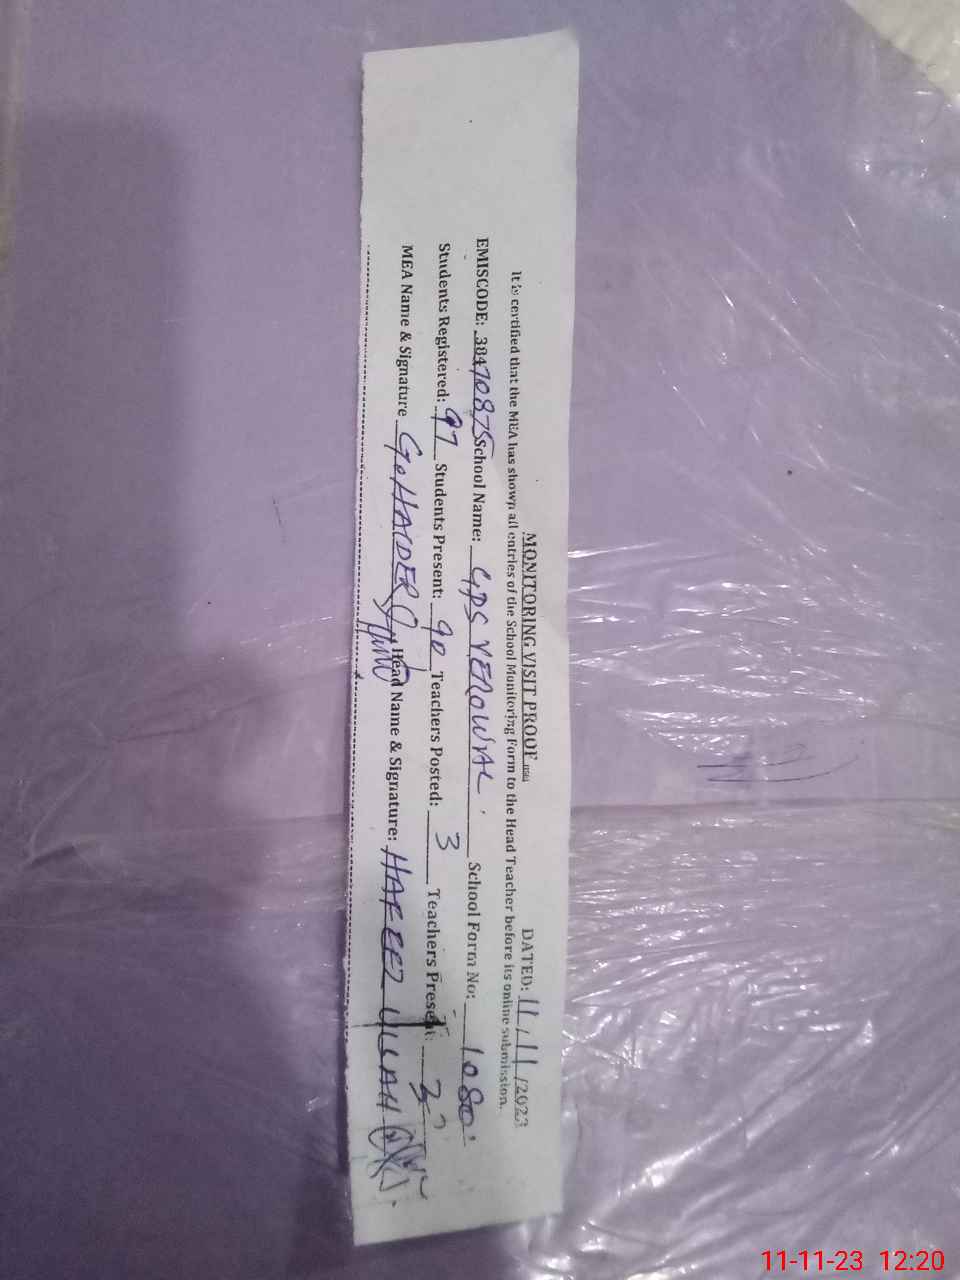 MONITORING VISIT PROOF DATED: 11/11/2023
It is certified that the MEA has shown all entries of the School Monitoring Form to the Head Teacher before its online submission.
EMISCODE: 38470875 School Name: GPS VEROWAL School Form No: 1080
Students Registered: 97 Students Present: 90 Teachers Posted: 3 Teachers Present:
MEA Name & Signature G. HAIDER Head Name & Signature: HAFEEZ ULLAH
11-11-23 12:20